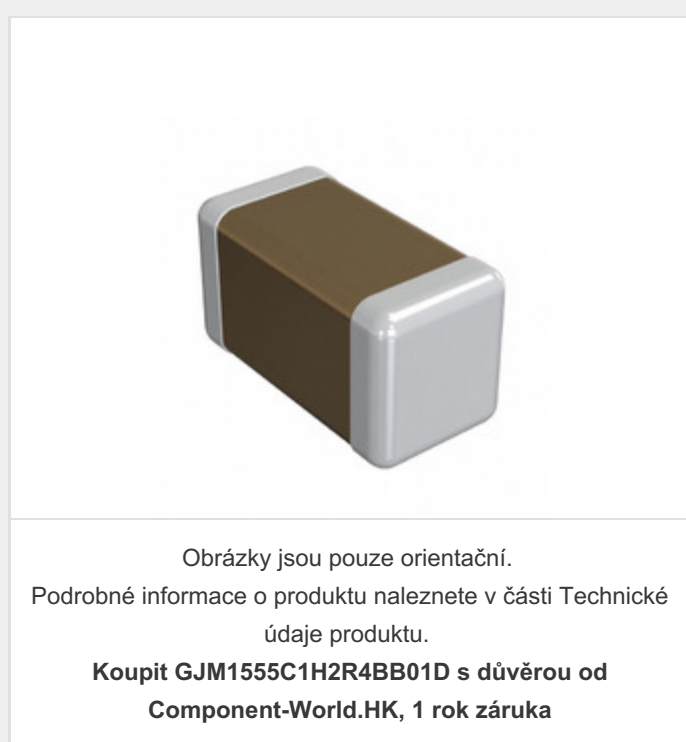 Obrázky jsou pouze orientační.
Podrobné informace o produktu naleznete v části Technické
údaje produktu.
Koupit GJM1555C1H2R4BB01D s důvěrou od
Component-World.HK, 1 rok záruka